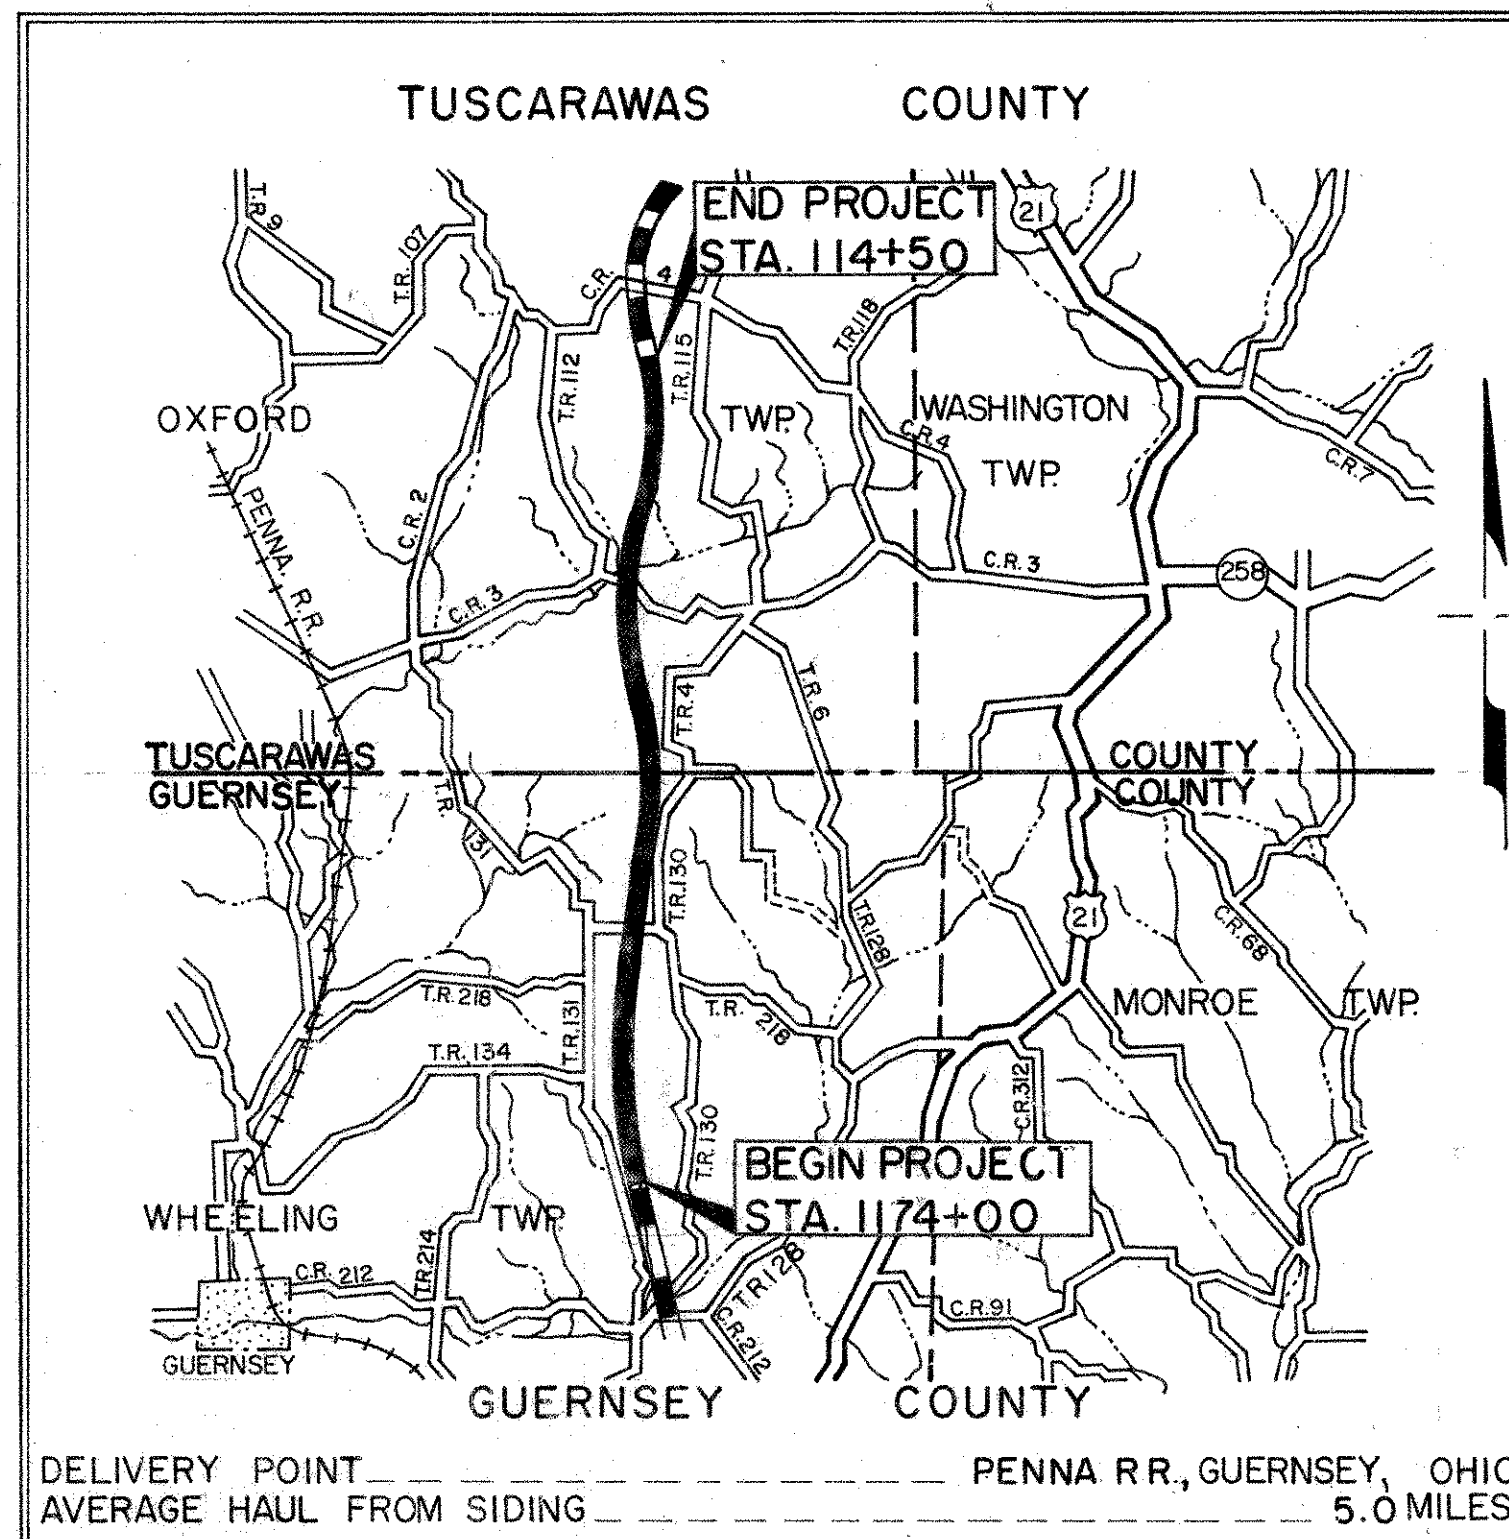 TUSCARAWAS COUNTY
END PROJECT
STA. 114+50
21
T.R. 9
T.R. 107
C.R. 4
T.R. 118
T.R. 112
T.R. 115
OXFORD TWP.
WASHINGTON
TWP.
C.R. 4
C.R. 7
PENNA. R.R.
C.R. 2
C.R. 3
C.R. 3
258
T.R. 4
T.R. 6
TUSCARAWAS COUNTY
GUERNSEY COUNTY
T.R. 131
T.R. 130
T.R. 128
21
C.R. 68
T.R. 218
T.R. 131
T.R. 218
MONROE TWP.
T.R. 134
C.R. 312
T.R. 130
BEGIN PROJECT
STA. 1174+00
WHEELING TWP.
T.R. 214
C.R. 212
C.T.R. 128
C.R. 212
C.R. 91
GUERNSEY
GUERNSEY COUNTY
DELIVERY POINT PENNA R R., GUERNSEY, OHIO
AVERAGE HAUL FROM SIDING 5.0 MILES